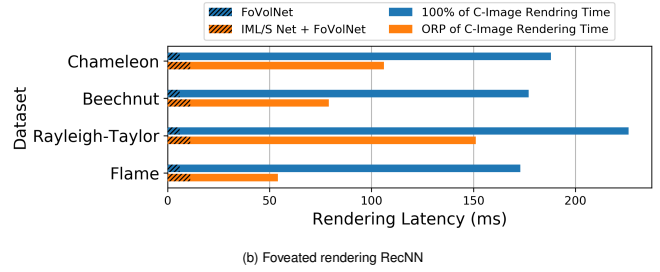 FoVolNet
100% of C-Image Rendring Time
IML/S Net + FoVolNet
ORP of C-Image Rendering Time
Dataset
Chameleon
Beechnut
Rayleigh-Taylor
Flame
0 50 100 150 200
Rendering Latency (ms)
(b) Foveated rendering RecNN